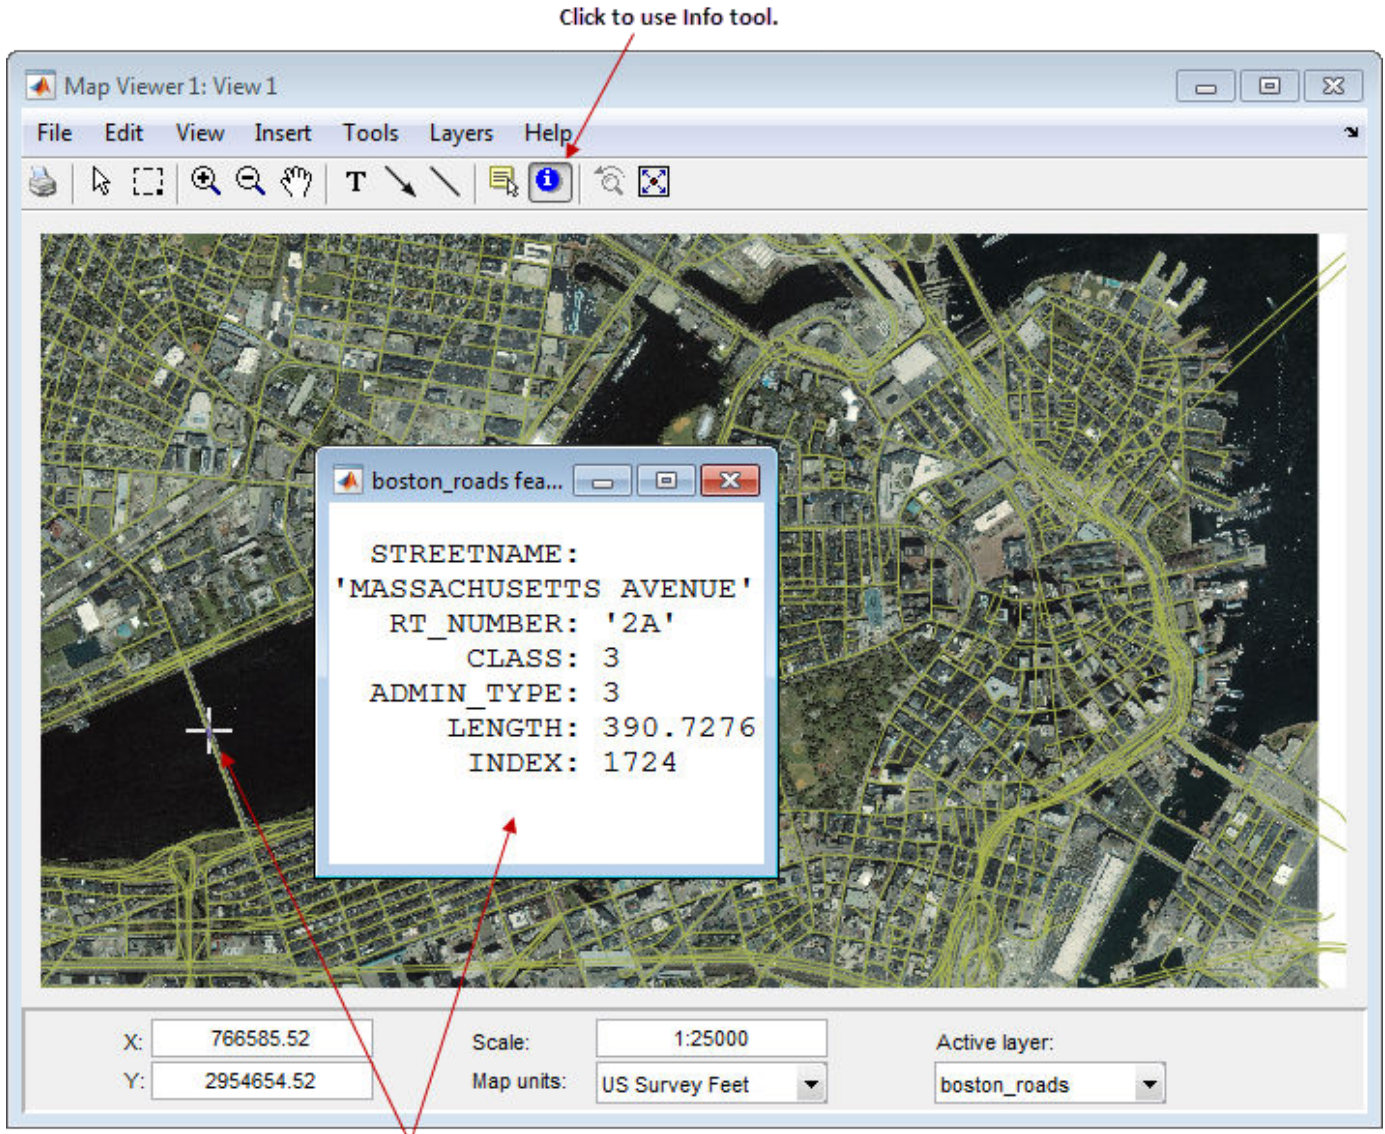 Click to use Info tool.
Map Viewer 1: View 1
File Edit View Insert Tools Layers Help
T
boston_roads fea...
STREETNAME:
'MASSACHUSETTS AVENUE'
RT_NUMBER: '2A'
CLASS: 3
ADMIN_TYPE: 3
LENGTH: 390.7276
INDEX: 1724
X: 766585.52 Scale: 1:25000 Active layer:
Y: 2954654.52 Map units: US Survey Feet boston_roads